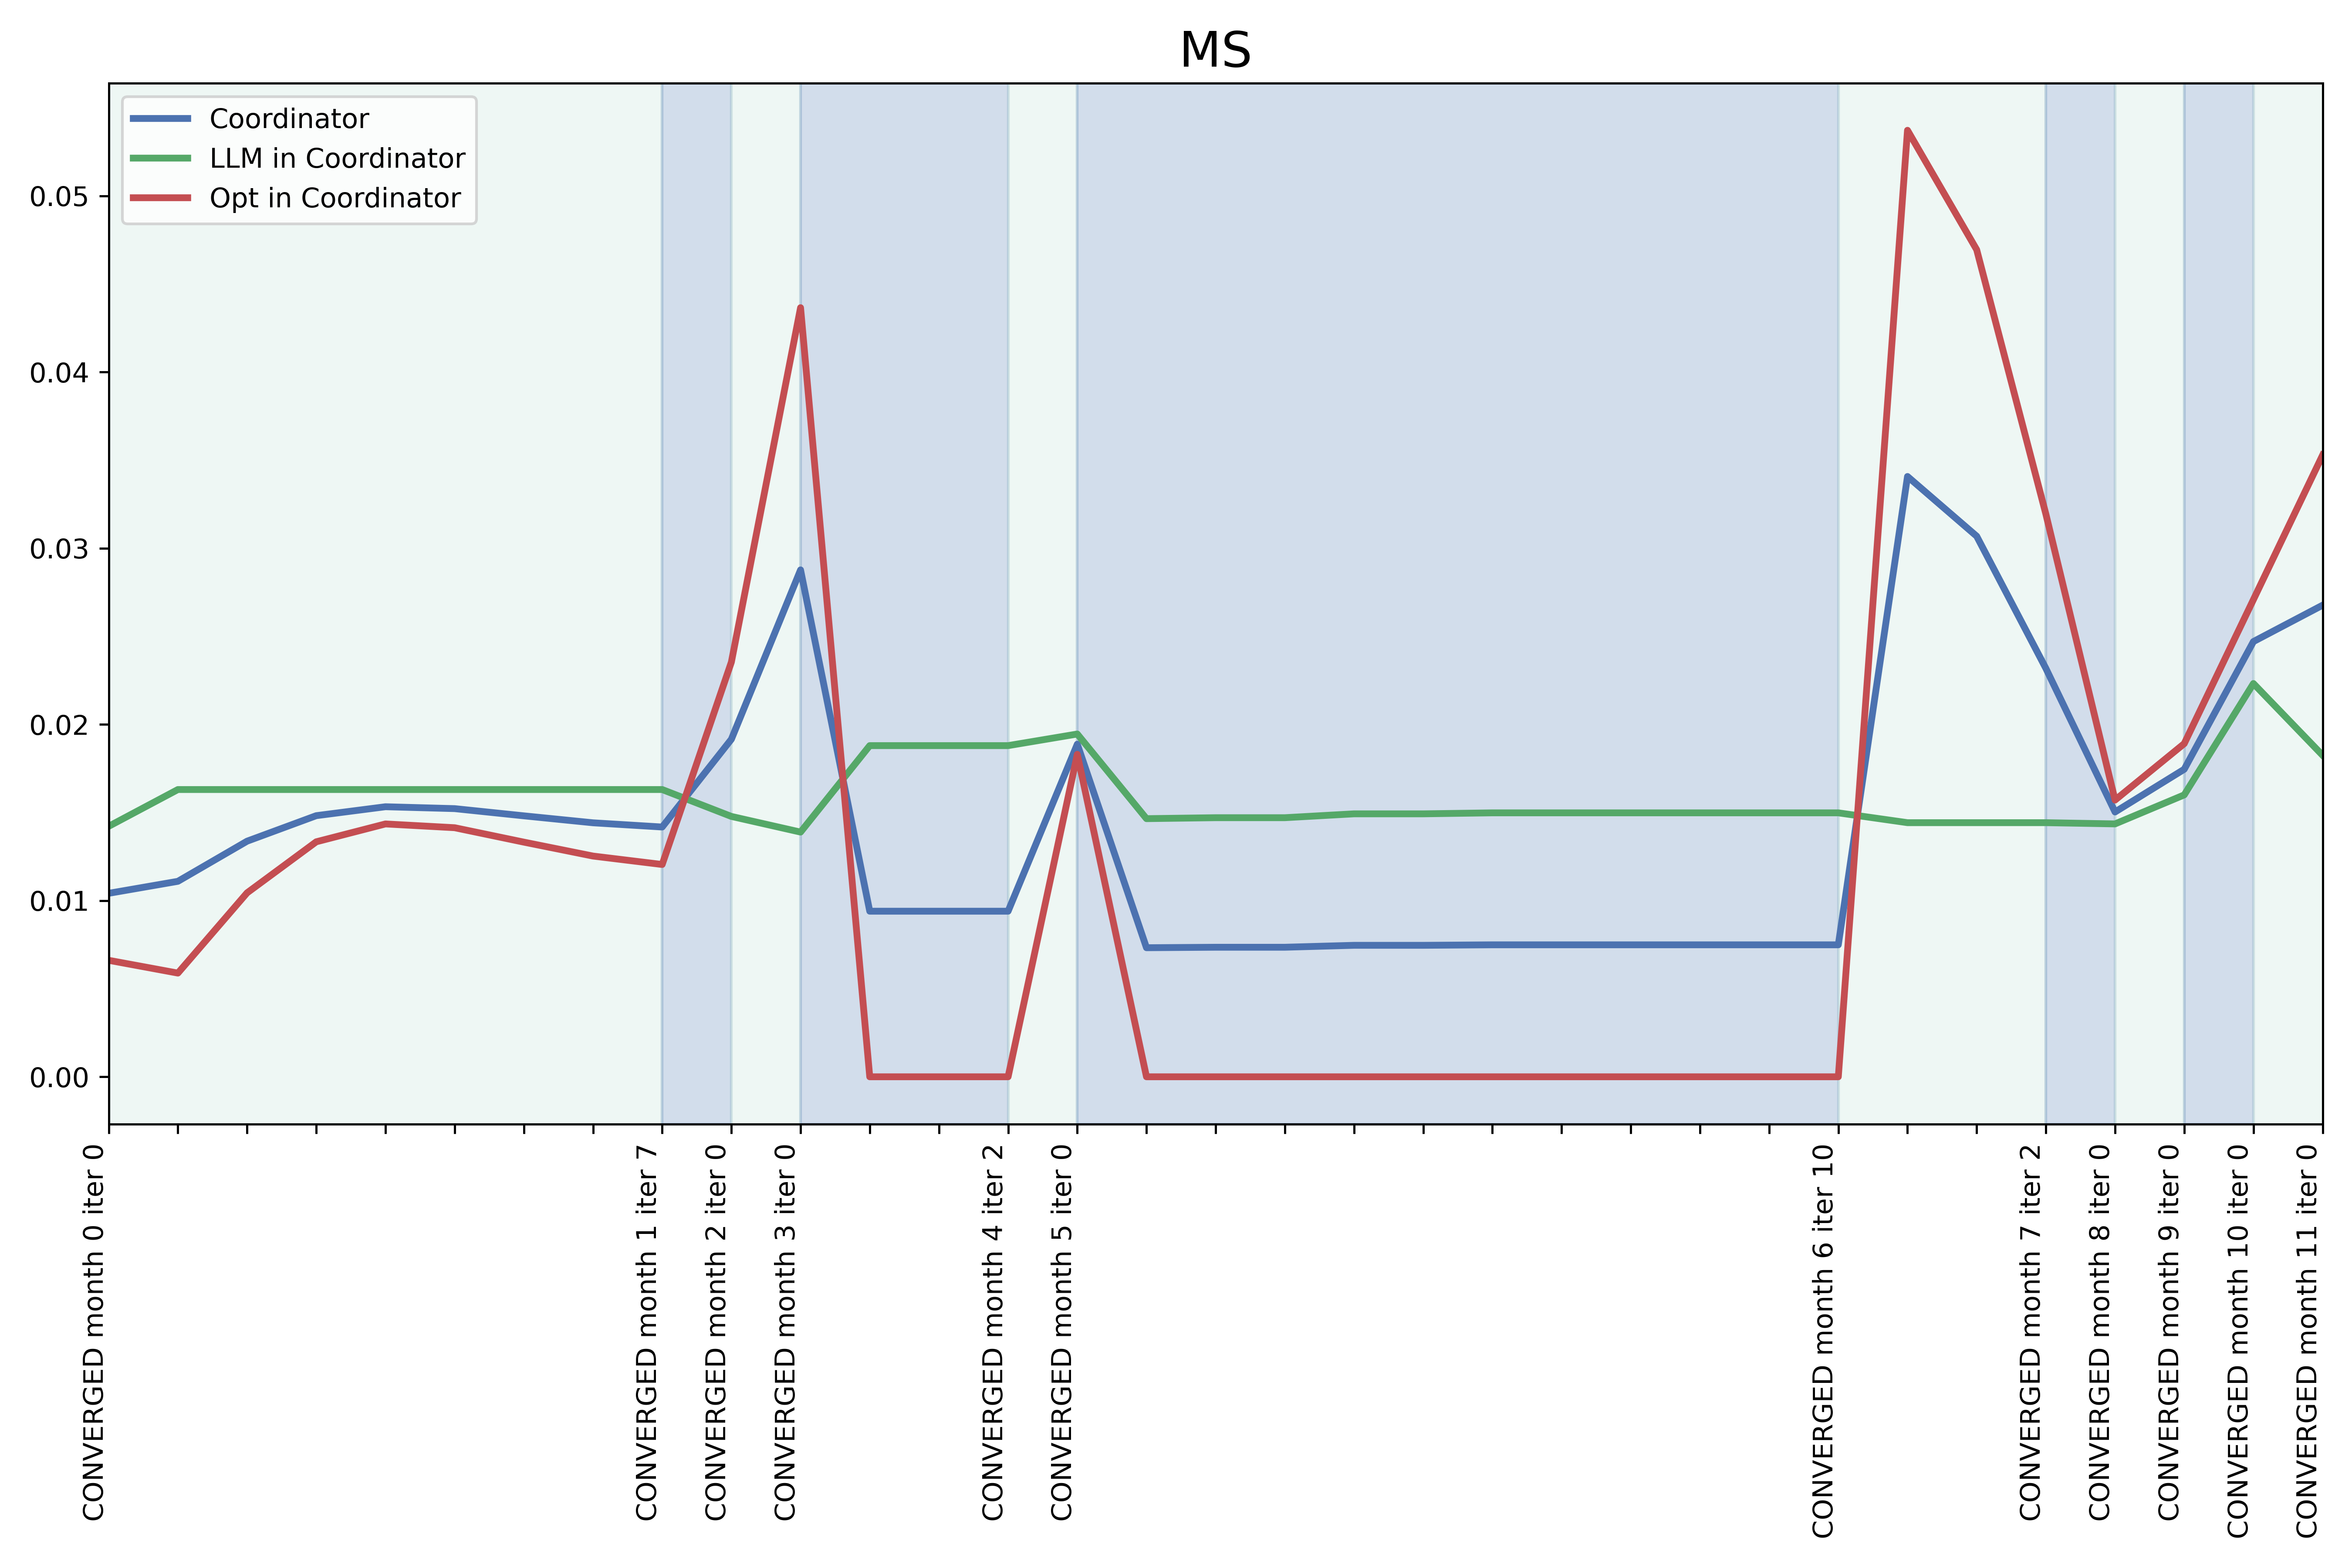 MS
Coordinator
LLM in Coordinator
Opt in Coordinator
0.05
0.04
0.03
0.02
0.01
0.00
CONVERGED month 0 iter 0
CONVERGED month 1 iter 7
CONVERGED month 2 iter 0
CONVERGED month 3 iter 0
CONVERGED month 4 iter 2
CONVERGED month 5 iter 0
CONVERGED month 6 iter 10
CONVERGED month 7 iter 2
CONVERGED month 8 iter 0
CONVERGED month 9 iter 0
CONVERGED month 10 iter 0
CONVERGED month 11 iter 0